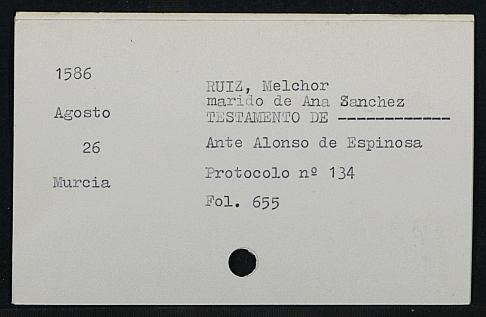 1586
Agosto
26
Murcia
RUIZ, Melchor
marido de Ana Sanchez
TESTAMENTO DE -------------
Ante Alonso de Espinosa
Protocolo nº 134
Fol. 655